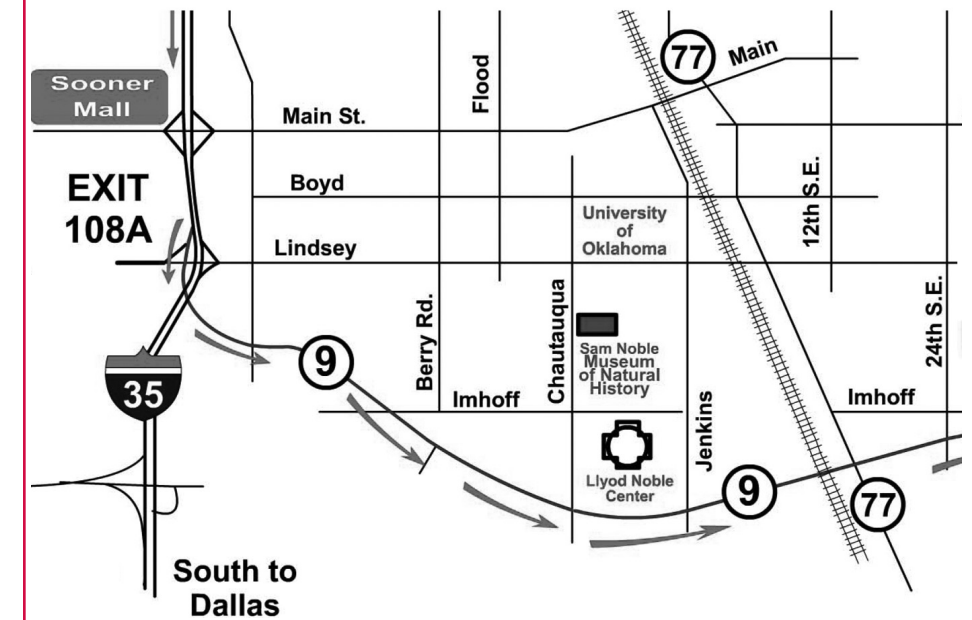 Sooner
Mall
Main St.
Flood
77
Main
EXIT
108A
Boyd
Lindsey
University
of
Oklahoma
12th S.E.
24th S.E.
Berry Rd.
Chautauqua
Sam Noble
Museum
of Natural
History
9
35
Imhoff
Jenkins
Imhoff
Llyod Noble
Center
9
77
South to
Dallas